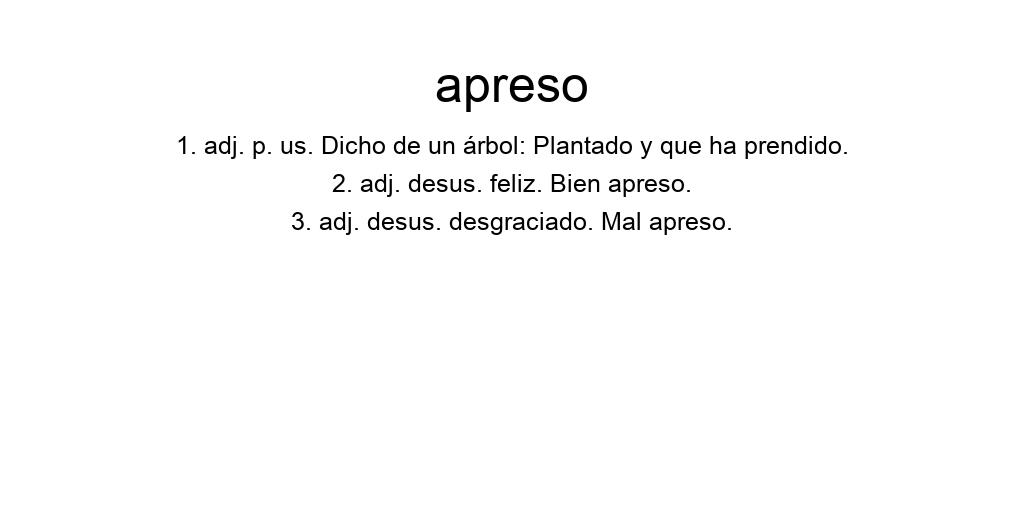 apreso
1. adj. p. us. Dicho de un árbol: Plantado y que ha prendido.
2. adj. desus. feliz. Bien apreso.
3. adj. desus. desgraciado. Mal apreso.